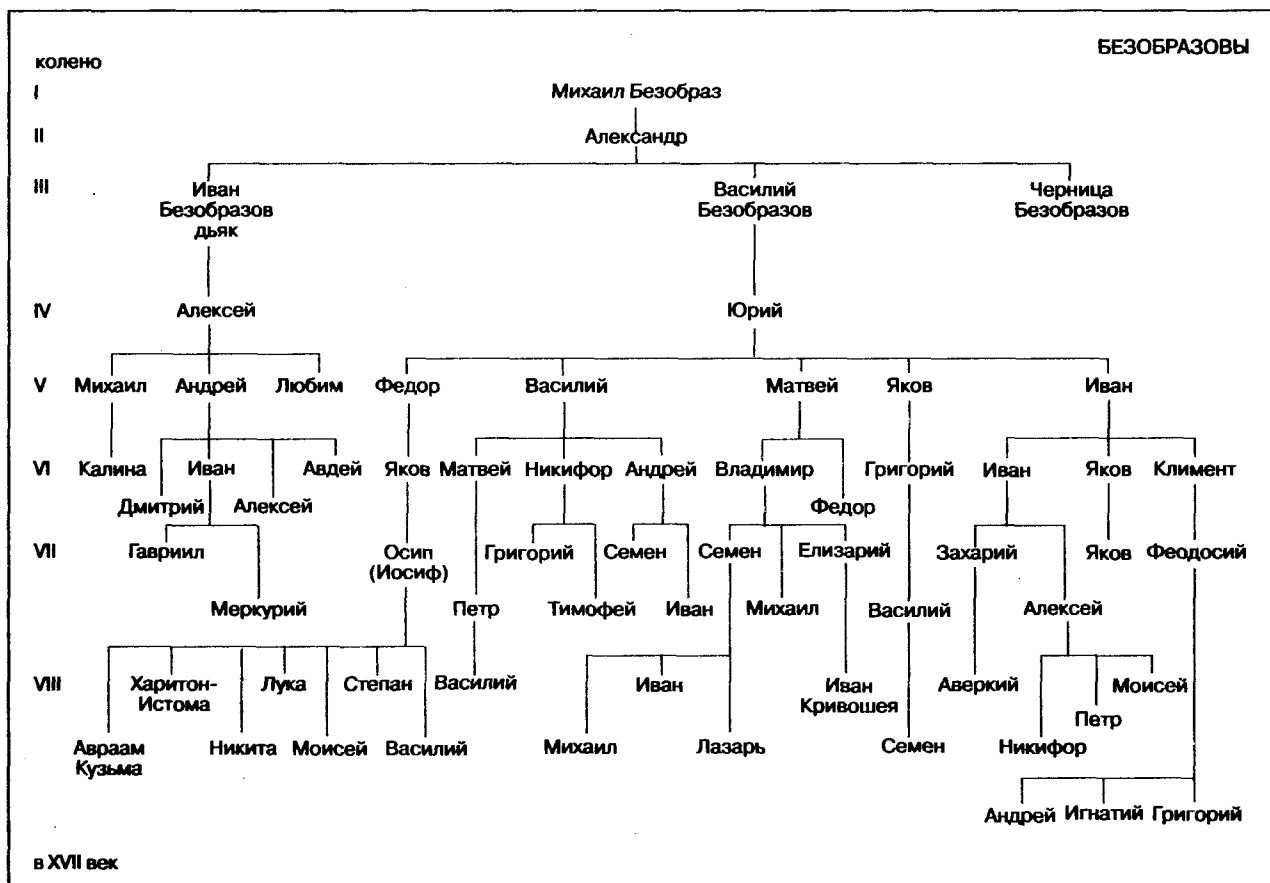 БЕЗОБРАЗОВЫ
колено
I Михаил Безобраз
II Александр
III Иван Василий Черница
Безобразов Безобразов Безобразов
дьяк
IV Алексей Юрий
V Михаил Андрей Любим Федор Василий Матвей Яков Иван
VI Калина Иван Авдей Яков Матвей Никифор Андрей Владимир Григорий Иван Яков Климент
Дмитрий Алексей Федор
VII Гавриил Осип Григорий Семен Семен Елизарий Захарий Яков Феодосий
(Иосиф)
Меркурий Петр Тимофей Иван Михаил Василий Алексей
VIII Харитон- Лука Степан Василий Иван Иван Аверкий Моисей
Истома Кривошея
Петр
Авраам Никита Моисей Василий Михаил Лазарь Семен Никифор
Кузьма
Андрей Игнатий Григорий
в XVII век